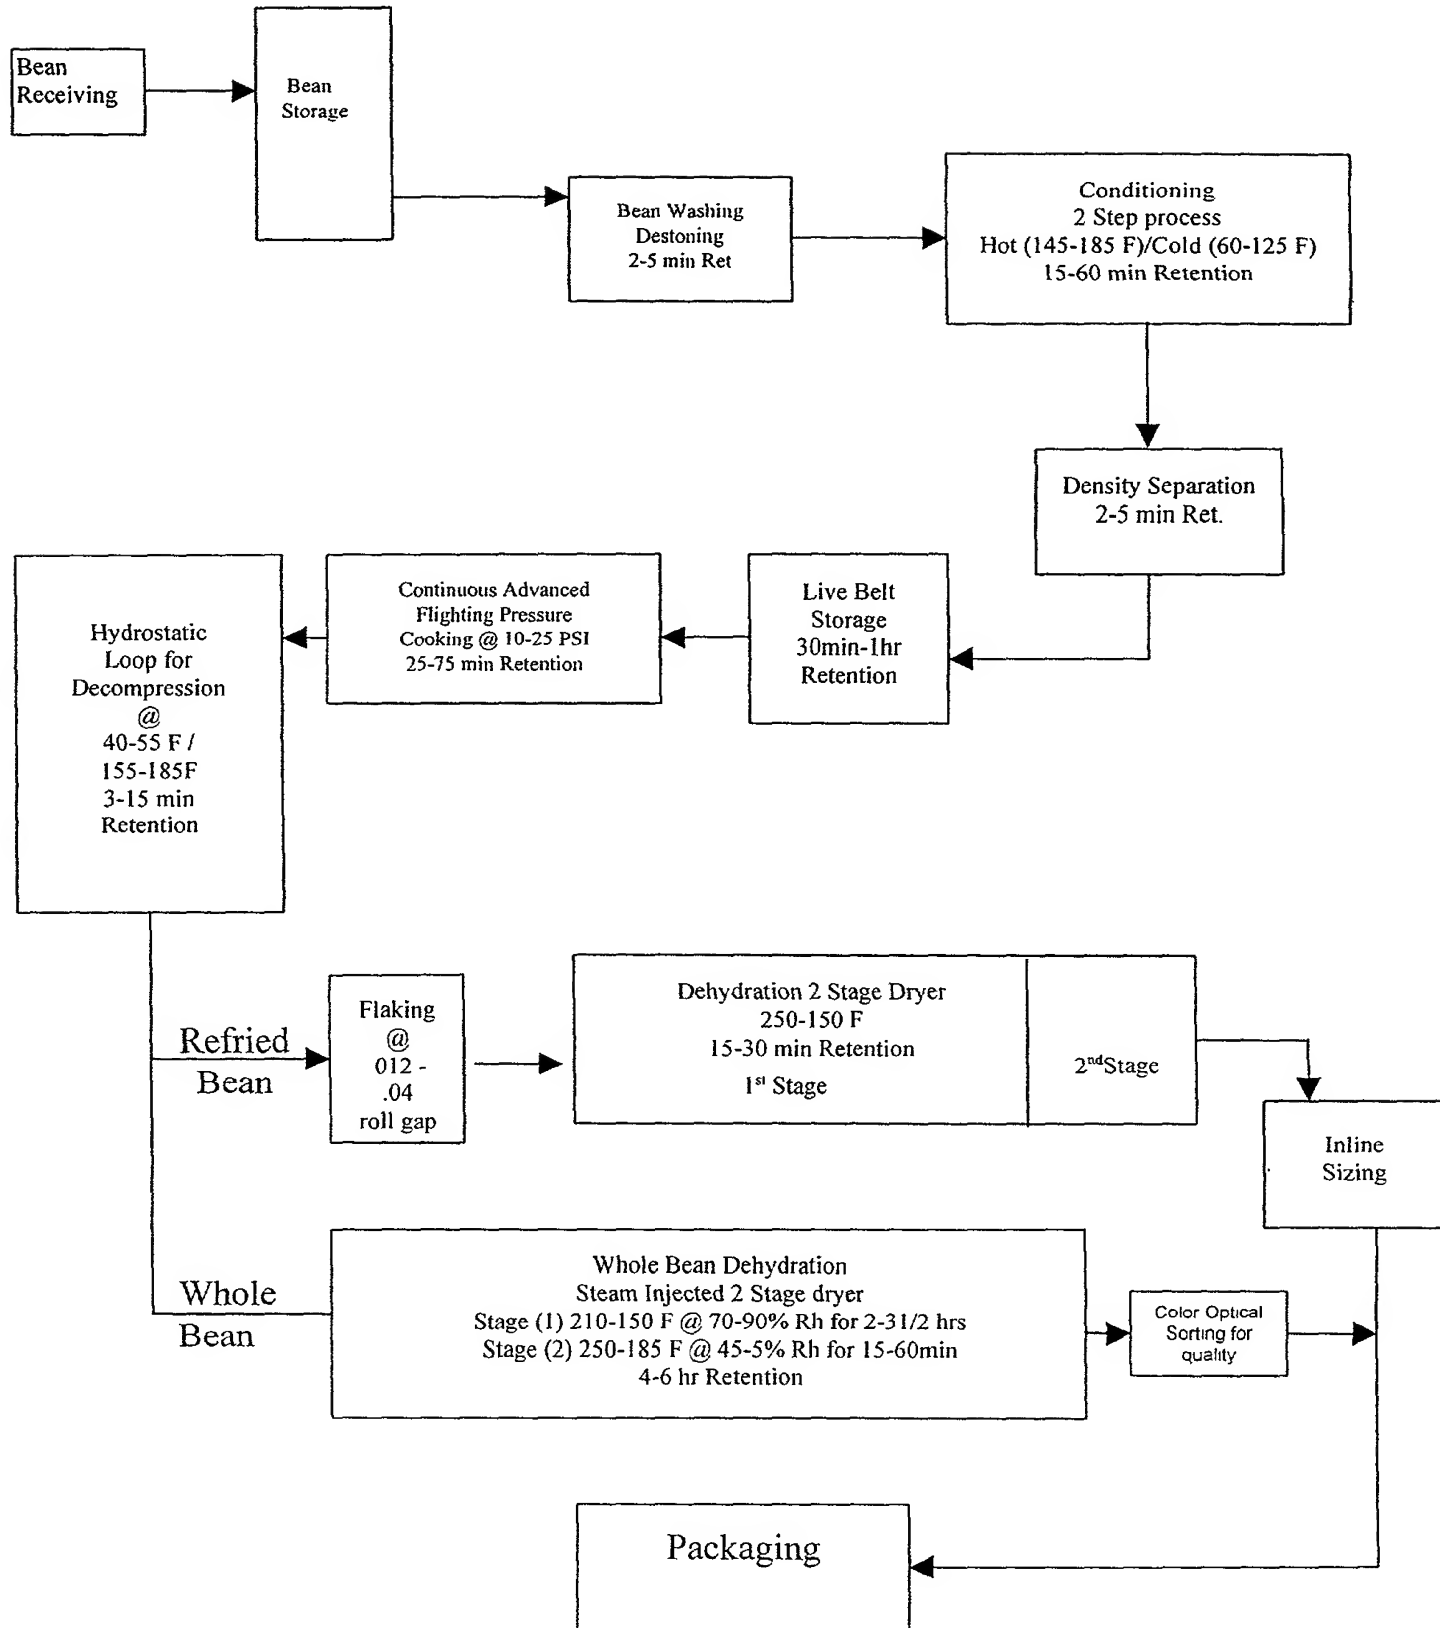 Bean
Receiving
Bean
Storage
Bean Washing
Destoning
2-5 min Ret
Conditioning
2 Step process
Hot (145-185 F)/Cold (60-125 F)
15-60 min Retention
Density Separation
2-5 min Ret.
Live Belt
Storage
30min-1hr
Retention
Continuous Advanced
Flighting Pressure
Cooking @ 10-25 PSI
25-75 min Retention
Hydrostatic
Loop for
Decompression
@
40-55 F /
155-185F
3-15 min
Retention
Refried
Bean
Flaking
@
012 -
.04
roll gap
Dehydration 2 Stage Dryer
250-150 F
15-30 min Retention
1st Stage
2nd Stage
Inline
Sizing
Whole
Bean
Whole Bean Dehydration
Steam Injected 2 Stage dryer
Stage (1) 210-150 F @ 70-90% Rh for 2-31/2 hrs
Stage (2) 250-185 F @ 45-5% Rh for 15-60min
4-6 hr Retention
Color Optical
Sorting for
quality
Packaging